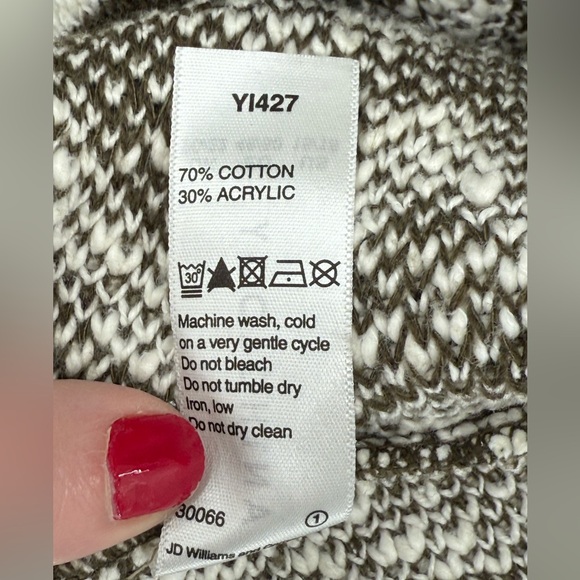 YI427
70% COTTON
30% ACRYLIC
30°
Machine wash, cold
on a very gentle cycle
Do not bleach
Do not tumble dry
Iron, low
Do not dry clean
30066
1
JD Williams